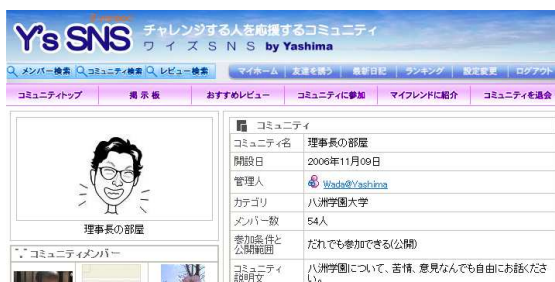 Y's SNS
チャレンジする人を応援するコミュニティ
ワイズSNS by Yashima
メンバー検索 コミュニティ検索 レビュー検索
マイホーム 友達を誘う 最新日記 ランキング 設定変更 ログアウト
コミュニティトップ 掲示板 おすすめレビュー コミュニティに参加 マイフレンドに紹介 コミュニティを退会
理事長の部屋
コミュニティメンバー
コミュニティ
コミュニティ名 理事長の部屋
開設日 2006年11月09日
管理人 Wada@Yashima
カテゴリ 八洲学園大学
メンバー数 54人
参加条件と
公開範囲 だれでも参加できる(公開)
コミュニティ
説明文 八洲学園について、苦情、意見なんでも自由にお話くださ
い。